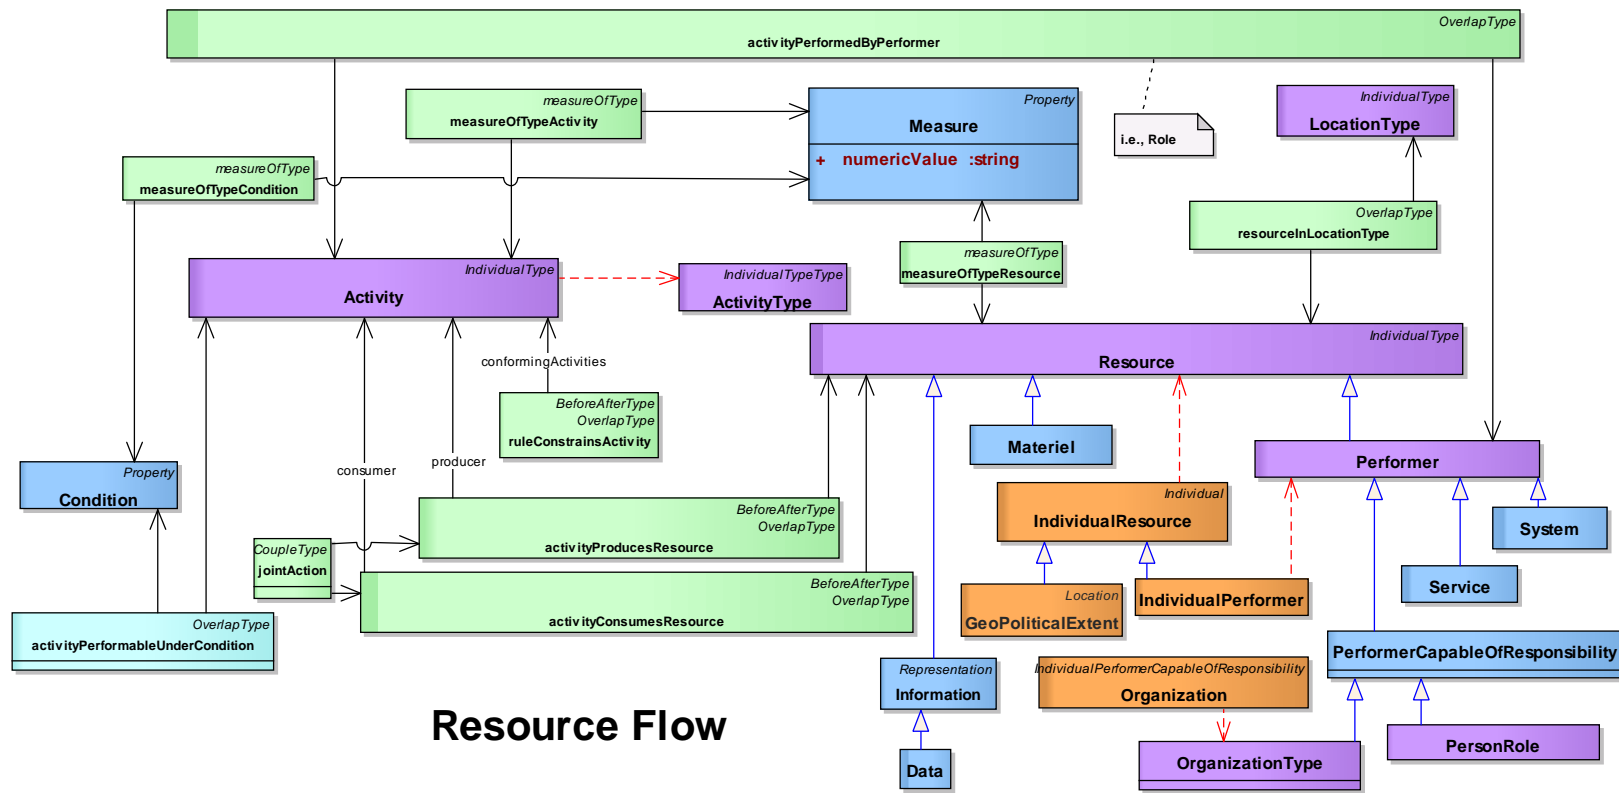 OverlapType
activityPerformedByPerformer
measureOfType
measureOfTypeActivity
Property
Measure
+ numericValue :string
i.e., Role
IndividualType
LocationType
measureOfType
measureOfTypeCondition
OverlapType
resourceInLocationType
measureOfType
measureOfTypeResource
IndividualType
Activity
IndividualTypeType
ActivityType
IndividualType
Resource
conformingActivities
BeforeAfterType
OverlapType
ruleConstrainsActivity
Materiel
Performer
consumer
producer
Property
Condition
Individual
IndividualResource
System
BeforeAfterType
OverlapType
activityProducesResource
CoupleType
jointAction
BeforeAfterType
OverlapType
activityConsumesResource
Location
GeoPoliticalExtent
IndividualPerformer
Service
OverlapType
activityPerformableUnderCondition
PerformerCapableOfResponsibility
Representation
Information
IndividualPerformerCapableOfResponsibility
Organization
Resource Flow
PersonRole
OrganizationType
Data